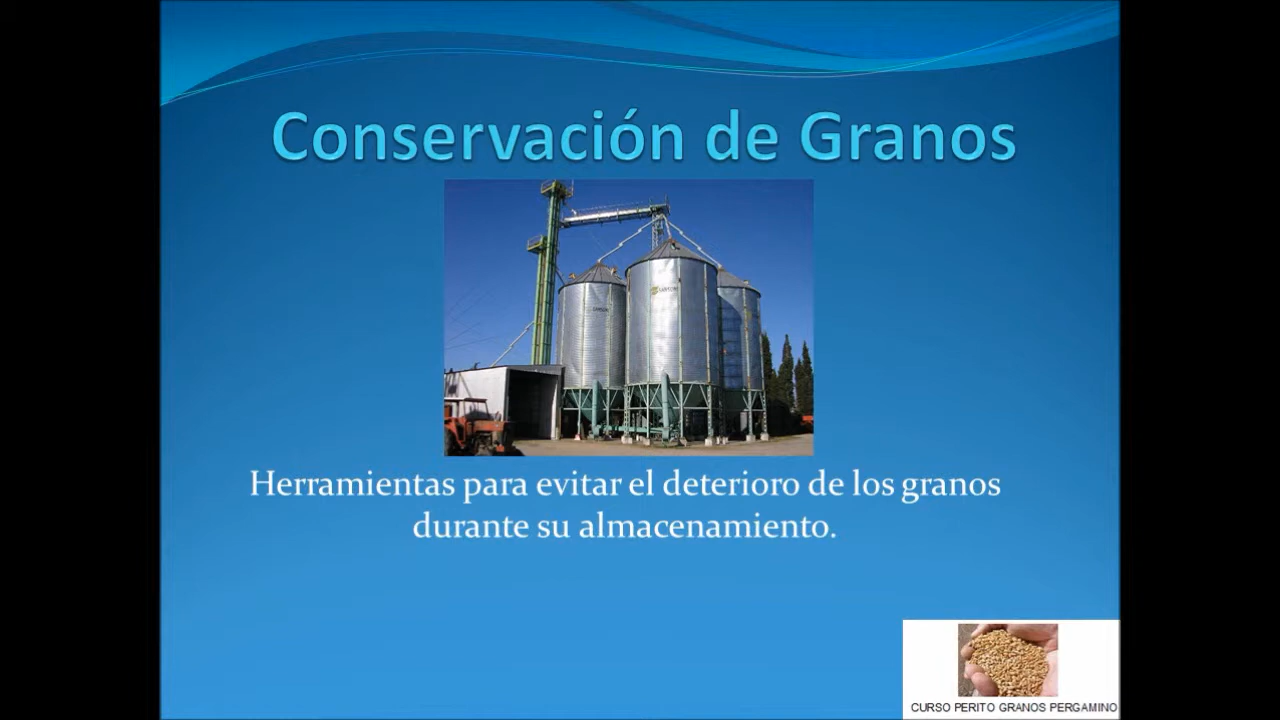 Conservación de Granos
Herramientas para evitar el deterioro de los granos
durante su almacenamiento.
CURSO PERITO GRANOS PERGAMINO